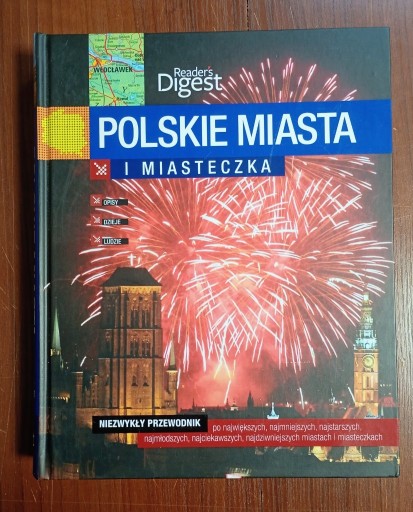 WŁOCŁAWEK
Reader's
Digest
POLSKIE MIASTA
I MIASTECZKA
OPISY
DZIEJE
LUDZIE
NIEZWYKŁY PRZEWODNIK po największych, najmniejszych, najstarszych,
najmłodszych, najciekawszych, najdziwniejszych miastach i miasteczkach